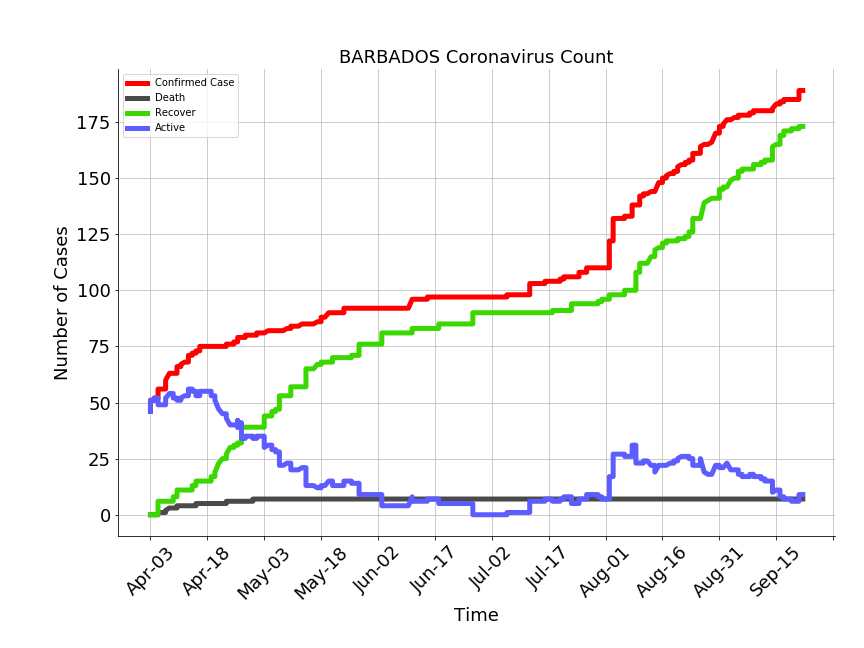 BARBADOS Coronavirus Count
Confirmed Case
Death
Recover
Active
Number of Cases
175
150
125
100
75
50
25
0
Apr-03
Apr-18
May-03
May-18
Jun-02
Jun-17
Jul-02
Jul-17
Aug-01
Aug-16
Aug-31
Sep-15
Time